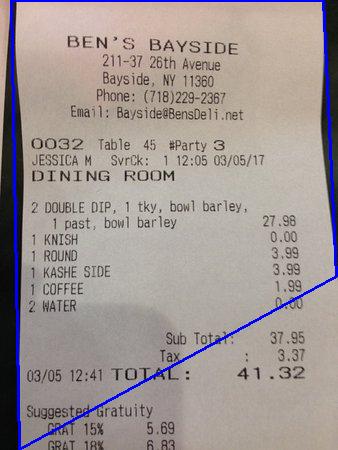 BEN'S BAYSIDE
211-37 26th Avenue
Bayside, NY 11360
Phone: (718)229-2367
Email: Bayside@BensDeli.net
0032 Table 45 #Party 3
JESSICA M SvrCk: 1 12:05 03/05/17
DINING ROOM
2 DOUBLE DIP, 1 tky, bowl barley,
1 past, bowl barley 27.98
1 KNISH 0.00
1 ROUND 3.99
1 KASHE SIDE 3.99
1 COFFEE 1.99
2 WATER 0.00
Sub Total: 37.95
Tax : 3.37
03/05 12:41 TOTAL: 41.32
Suggested Gratuity
GRAT 15% 5.69
GRAT 18% 6.83